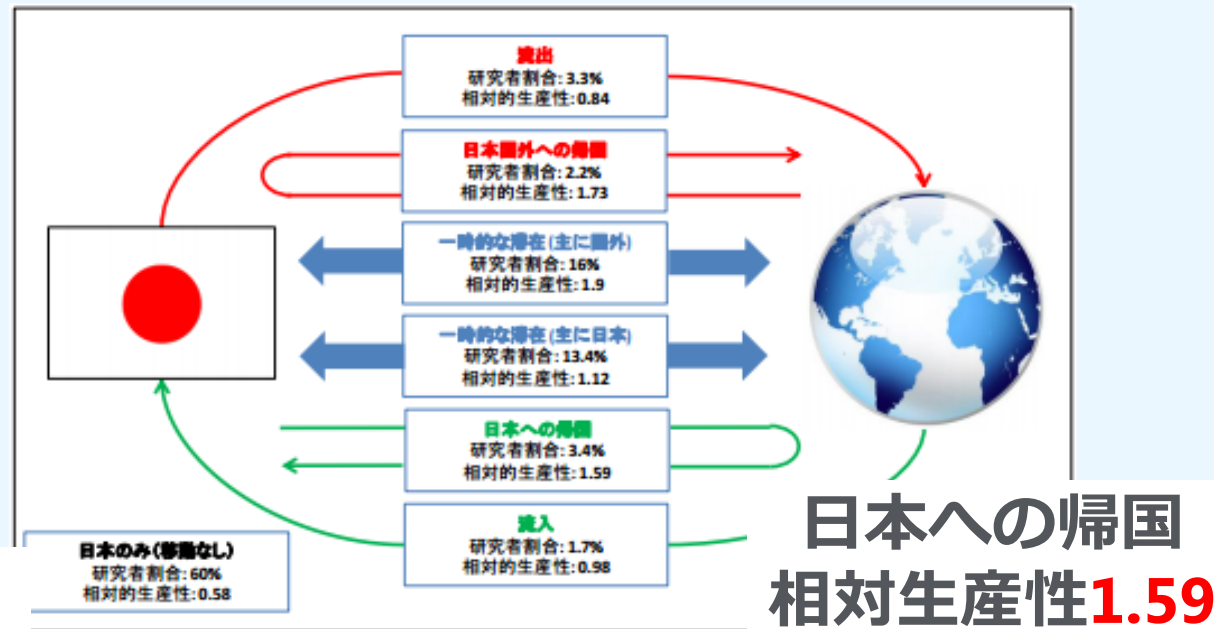 流出
研究者割合: 3.3%
相対的生産性: 0.84
日本国外への帰国
研究者割合: 2.2%
相対的生産性: 1.73
一時的な滞在 (主に国外)
研究者割合: 16%
相対的生産性: 1.9
一時的な滞在 (主に日本)
研究者割合: 13.4%
相対的生産性: 1.12
日本への帰国
研究者割合: 3.4%
相対的生産性: 1.59
流入
研究者割合: 1.7%
相対的生産性: 0.98
日本のみ(移動なし)
研究者割合: 60%
相対的生産性: 0.58
日本への帰国
相対生産性1.59